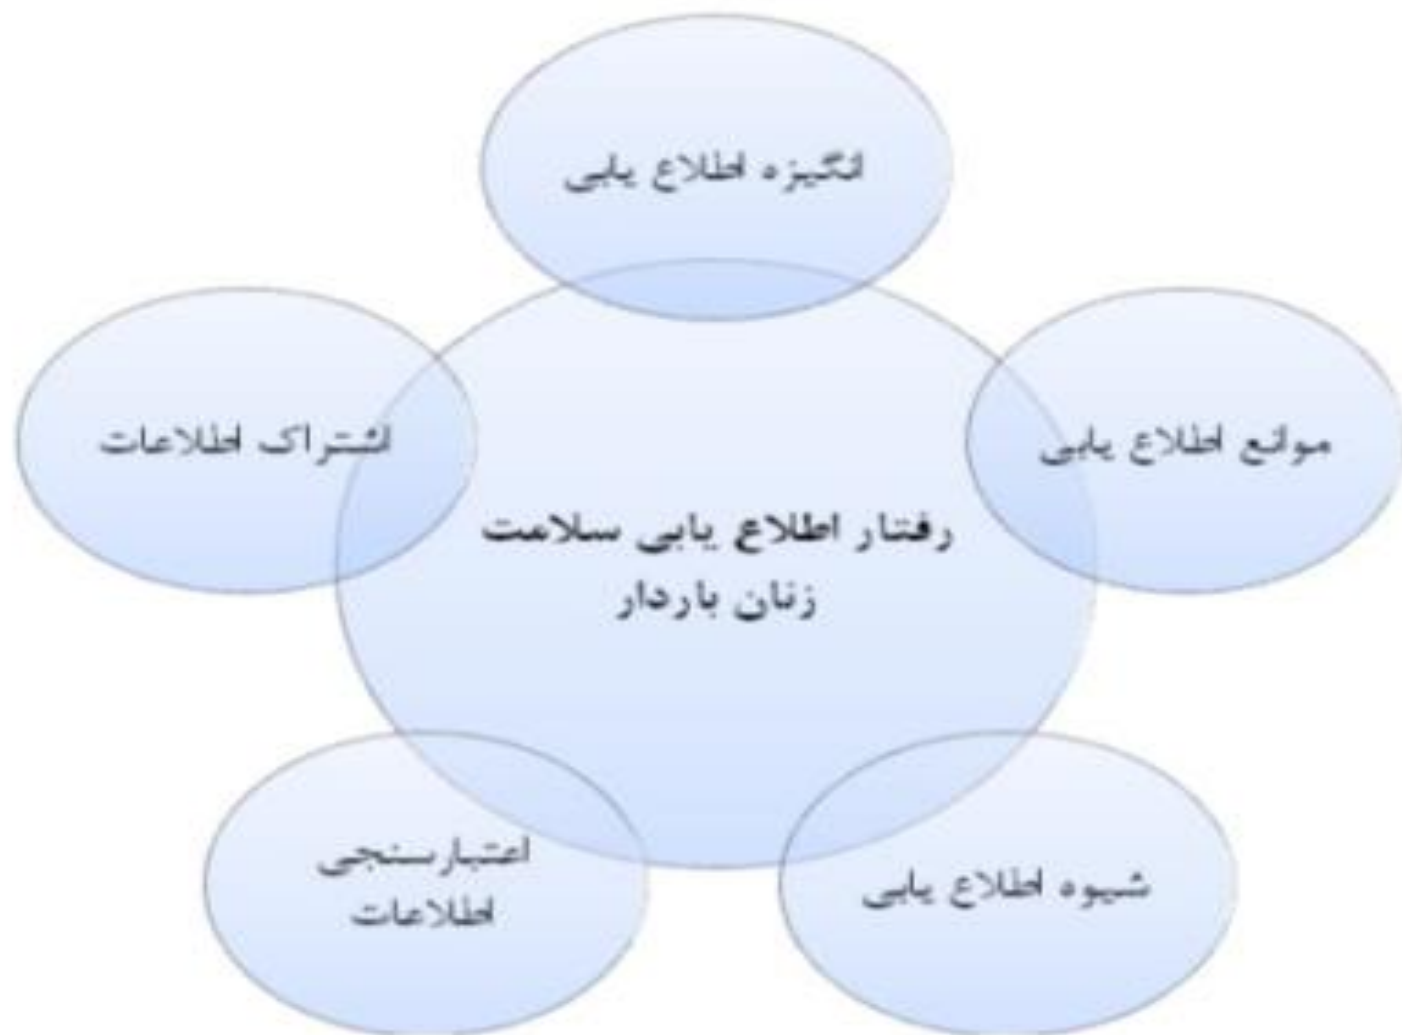 انگیزه اطلاع یابی
موانع اطلاع یابی
اشتراک اطلاعات
رفتار اطلاع یابی سلامت
زنان باردار
شیوه اطلاع یابی
اعتبارسنجی
اطلاعات